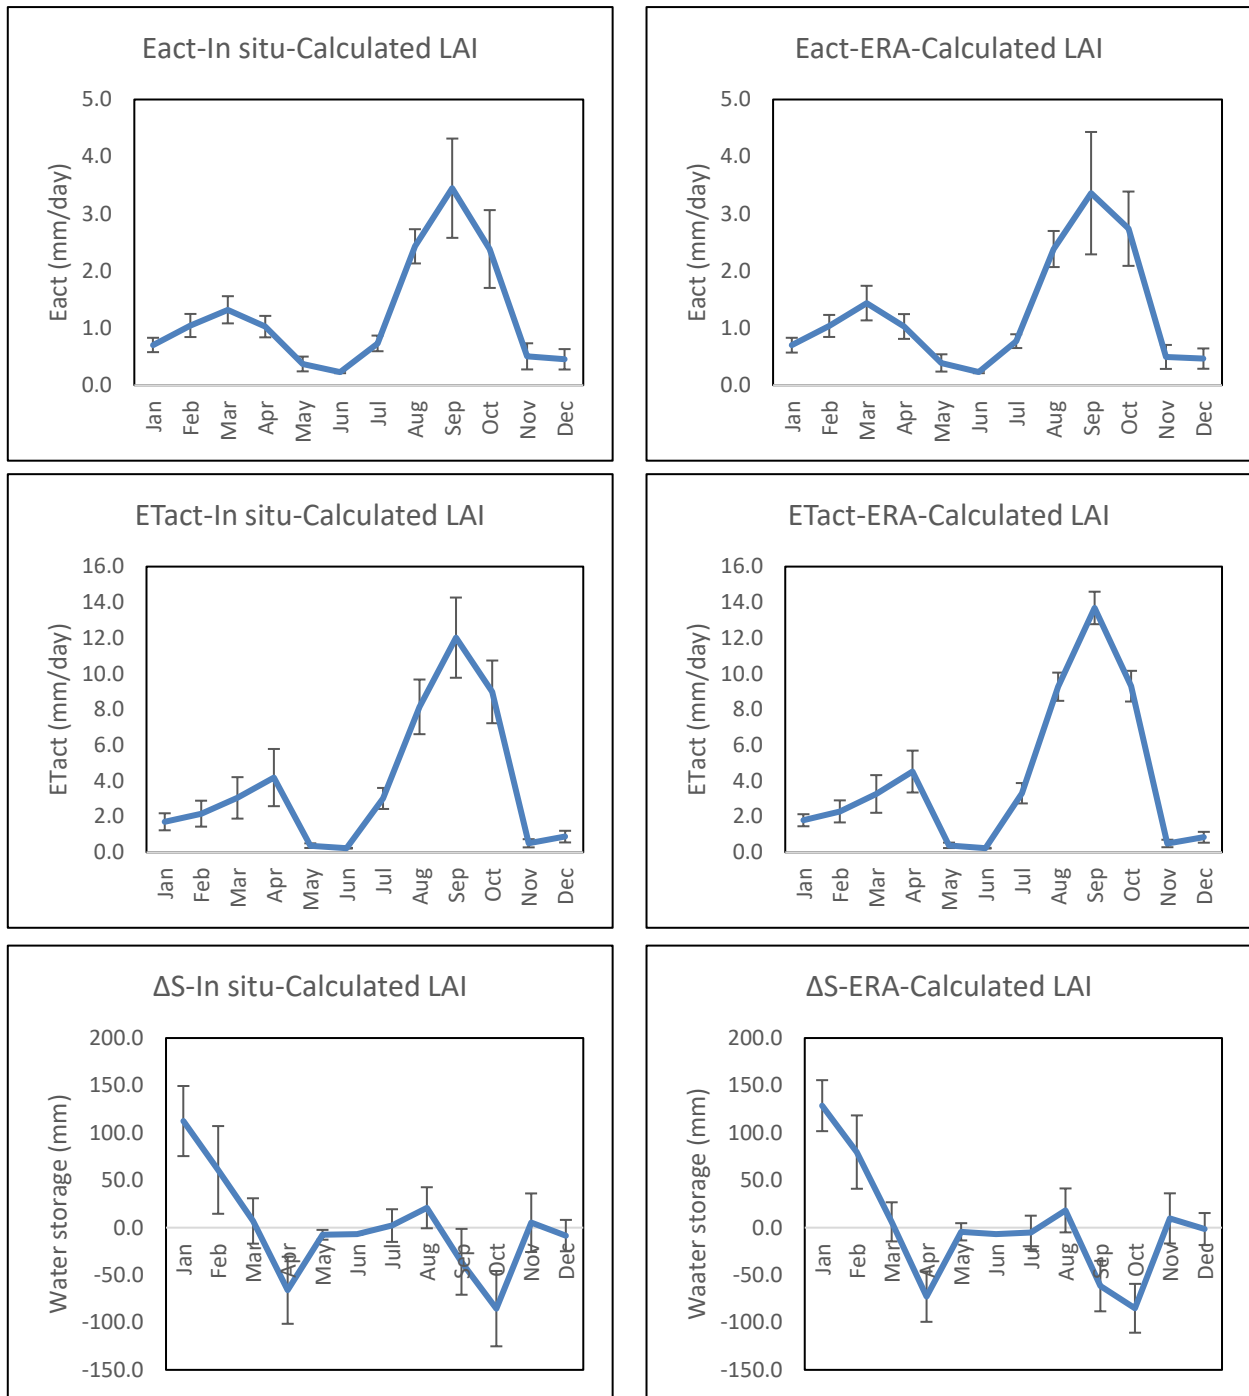 Eact-In situ-Calculated LAI
Eact (mm/day)
5.0
4.0
3.0
2.0
1.0
0.0
Jan Feb Mar Apr May Jun Jul Aug Sep Oct Nov Dec
Eact-ERA-Calculated LAI
Eact (mm/day)
5.0
4.0
3.0
2.0
1.0
0.0
Jan Feb Mar Apr May Jun Jul Aug Sep Oct Nov Dec
ETact-In situ-Calculated LAI
ETact (mm/day)
16.0
14.0
12.0
10.0
8.0
6.0
4.0
2.0
0.0
Jan Feb Mar Apr May Jun Jul Aug Sep Oct Nov Dec
ETact-ERA-Calculated LAI
ETact (mm/day)
16.0
14.0
12.0
10.0
8.0
6.0
4.0
2.0
0.0
Jan Feb Mar Apr May Jun Jul Aug Sep Oct Nov Dec
ΔS-In situ-Calculated LAI
Water storage (mm)
200.0
150.0
100.0
50.0
0.0
-50.0
-100.0
-150.0
Jan Feb Mar Apr May Jun Jul Aug Sep Oct Nov Dec
ΔS-ERA-Calculated LAI
Waater storage (mm)
200.0
150.0
100.0
50.0
0.0
-50.0
-100.0
-150.0
Jan Feb Mar Apr May Jun Jul Aug Sep Oct Nov Dec